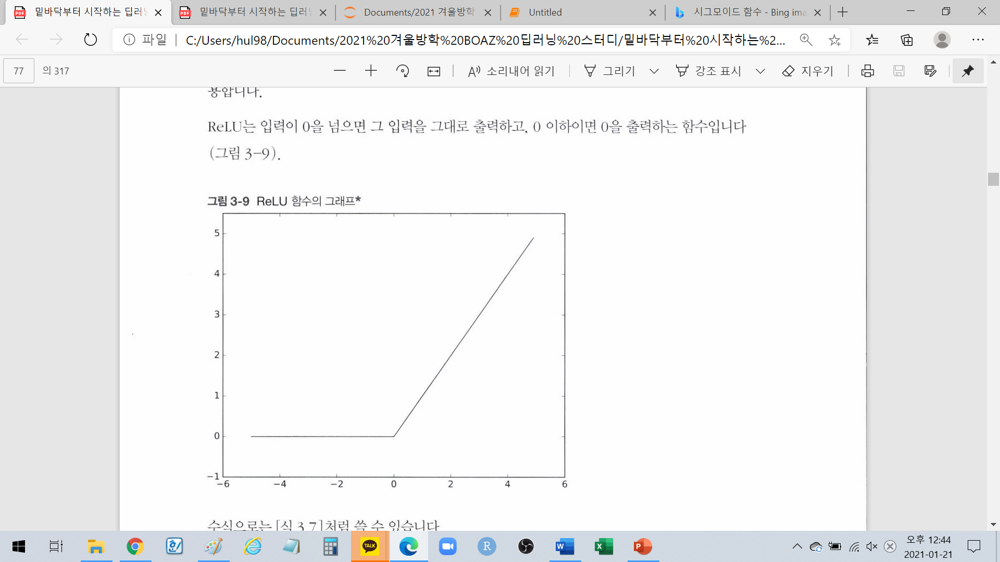 밑바닥부터 시작하는 딥러닝
밑바닥부터 시작하는 딥러닝
Documents/2021 겨울방학
Untitled
시그모이드 함수 - Bing ima
파일
C:/Users/hul98/Documents/2021%20겨울방학%20BOAZ%20딥러닝%20스터디/밑바닥부터%20시작하는%2...
77 의 317
소리내어 읽기
그리기
강조 표시
지우기
용합니다.
ReLU는 입력이 0을 넘으면 그 입력을 그대로 출력하고, 0 이하이면 0을 출력하는 함수입니다
(그림 3-9).
그림 3-9 ReLU 함수의 그래프*
5
4
3
2
1
0
−1
−6 −4 −2 0 2 4 6
수식으로는 [식 3.7]처럼 쓸 수 있습니다
TALK
오후 12:44
2021-01-21